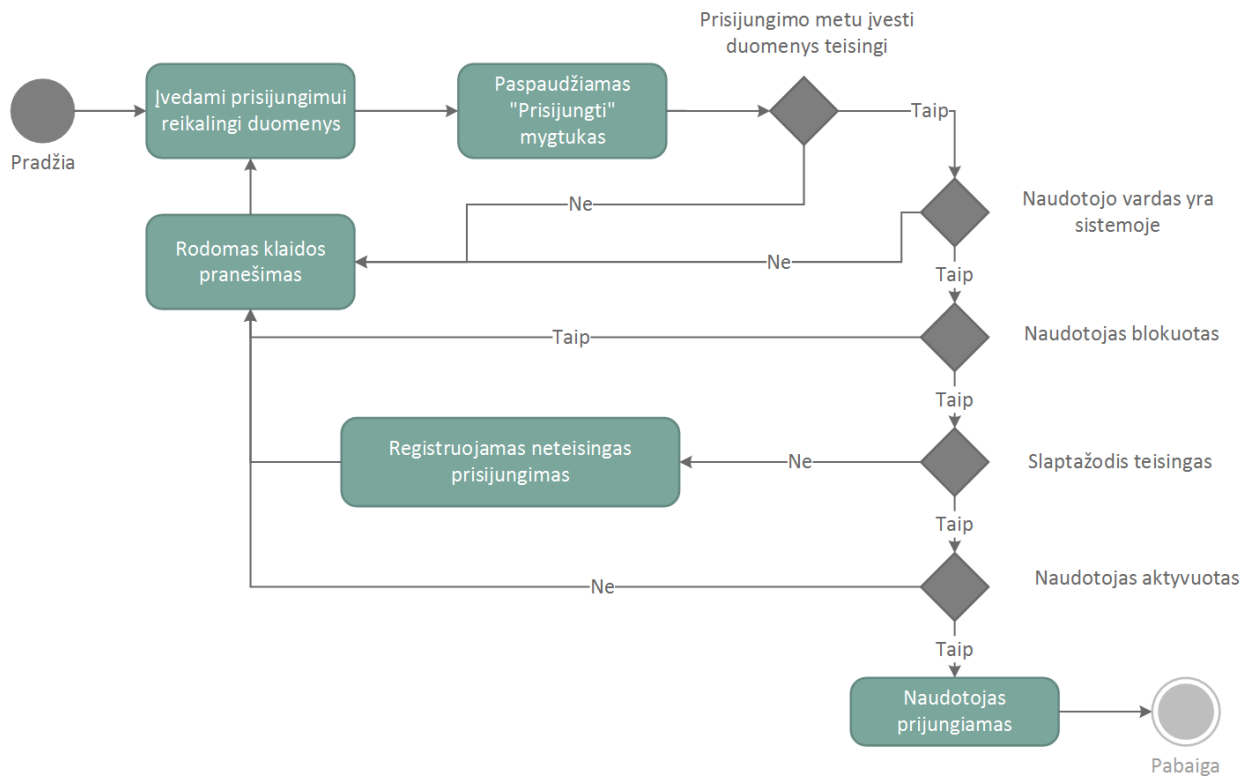 Prisijungimo metu įvesti
duomenys teisingi
Pradžia
Įvedami prisijungimui
reikalingi duomenys
Paspaudžiamas
"Prisijungti"
mygtukas
Taip
Ne
Naudotojo vardas yra
sistemoje
Rodomas klaidos
pranešimas
Ne
Taip
Naudotojas blokuotas
Taip
Taip
Slaptažodis teisingas
Registruojamas neteisingas
prisijungimas
Ne
Taip
Naudotojas aktyvuotas
Ne
Taip
Naudotojas
prijungiamas
Pabaiga